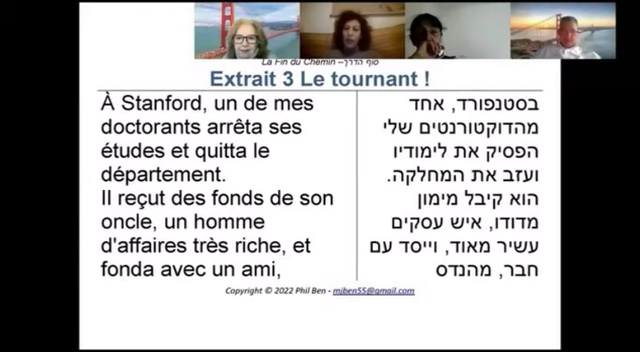 La Fin du Chemin – סוף הדרך
Extrait 3 Le tournant !
À Stanford, un de mes
doctorants arrêta ses
études et quitta le
département.
Il reçut des fonds de son
oncle, un homme
d'affaires très riche, et
fonda avec un ami,
בסטנפורד, אחד
מהדוקטורנטים שלי
הפסיק את לימודיו
ועזב את המחלקה.
הוא קיבל מימון
מדודו, איש עסקים
עשיר מאוד, וייסד עם
חבר, מהנדס
Copyright © 2022 Phil Ben - mjben55@gmail.com